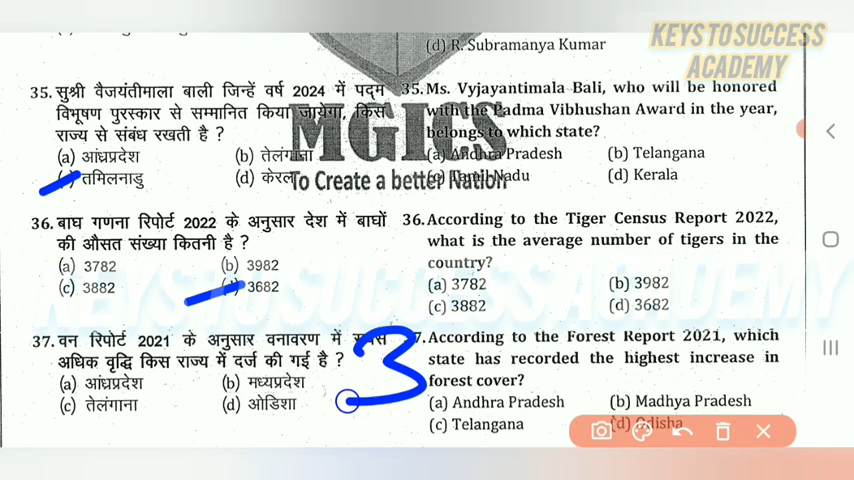 KEYS TO SUCCESS
ACADEMY
(d) R. Subramanya Kumar
35. सुश्री वैजयंतीमाला बाली जिन्हें वर्ष 2024 में पद्म
विभूषण पुरस्कार से सम्मानित किया जायेगा, किस
राज्य से संबंध रखती है ?
(a) आंध्रप्रदेश (b) तेलंगाना
तमिलनाडु (d) केरल
36. बाघ गणना रिपोर्ट 2022 के अनुसार देश में बाघों
की औसत संख्या कितनी है ?
(a) 3782 (b) 3982
(c) 3882 (d) 3682
37. वन रिपोर्ट 2021 के अनुसार वनावरण में
अधिक वृद्धि किस राज्य में दर्ज की गई है ?
(a) आंध्रप्रदेश (b) मध्यप्रदेश
(c) तेलंगाना (d) ओडिशा
35. Ms. Vyjayantimala Bali, who will be honored
with the Padma Vibhushan Award in the year,
belongs to which state?
(a) Andhra Pradesh (b) Telangana
(c) Tamil Nadu (d) Kerala
36. According to the Tiger Census Report 2022,
what is the average number of tigers in the
country?
(a) 3782 (b) 3982
(c) 3882 (d) 3682
7. According to the Forest Report 2021, which
state has recorded the highest increase in
forest cover?
(a) Andhra Pradesh (b) Madhya Pradesh
(c) Telangana (d) Odisha
MGICS
To Create a better Nation
KEYS TO SUCCESS ACADEMY
3